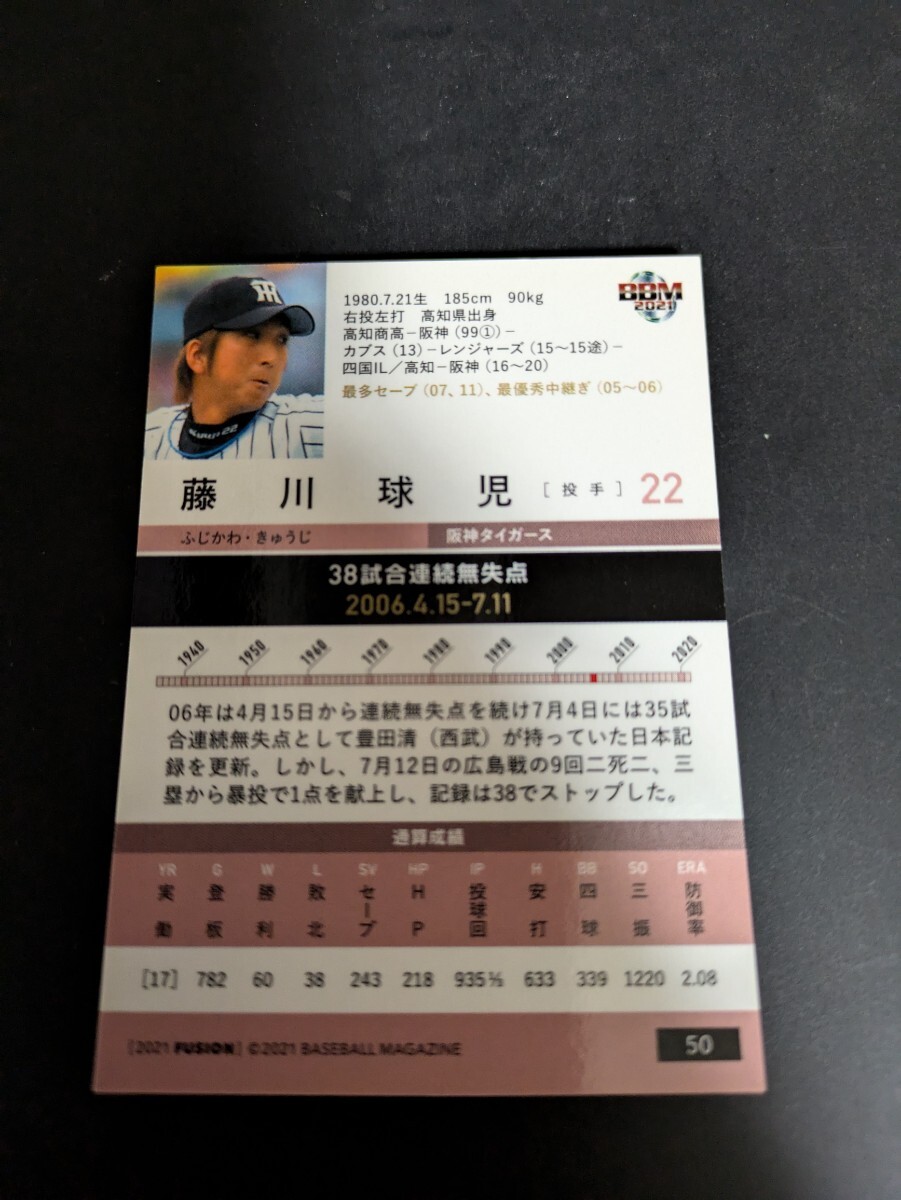 BBM
2021
1980.7.21生 185cm 90kg
右投左打 高知県出身
高知商高－阪神（99①）－
カブス（13）－レンジャーズ（15～15途）－
四国IL／高知－阪神（16～20）
最多セーブ（07、11）、最優秀中継ぎ（05～06）
藤川球児 ［投手］ 22
ふじかわ・きゅうじ 阪神タイガース
38試合連続無失点
2006.4.15-7.11
1940 1950 1960 1970 1980 1990 2000 2010 2020
06年は4月15日から連続無失点を続け7月4日には35試
合連続無失点として豊田清（西武）が持っていた日本記
録を更新。しかし、7月12日の広島戦の9回二死二、三
塁から暴投で1点を献上し、記録は38でストップした。
通算成績
YR G W L SV HP IP H BB SO ERA
実働 登板 勝利 敗北 セーブ HP 投球回 安打 四球 三振 防御率
[17] 782 60 38 243 218 935⅓ 633 339 1220 2.08
[2021 FUSION] ©2021 BASEBALL MAGAZINE 50